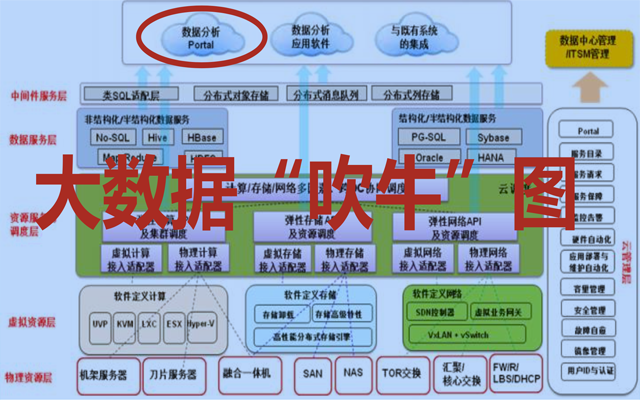 数据分析
Portal
数据分析
应用软件
与既有系统
的集成
数据中心管理
/ITSM管理
中间件服务层
类SQL适配层
分布式对象存储
分布式消息队列
分布式列存储
数据服务层
非结构化/半结构化数据服务
No-SQL
Hive
HBase
结构化/半结构化数据服务
PG-SQL
Sybase
Oracle
HANA
大数据“吹牛”图
计算/存储/网络多
协同调度
资源服务
调度层
弹性计算
及集群调度
弹性存储API
及资源调度
弹性网络API
及资源调度
虚拟计算
接入适配器
物理计算
接入适配器
虚拟存储
接入适配器
物理存储
接入适配器
虚拟网络
接入适配器
物理网络
接入适配器
虚拟资源层
软件定义计算
UVP
KVM
LXC
ESX
Hyper-V
软件定义存储
存储卸载
存储高级特性
高性能分布式存储引擎
软件定义网络
SDN控制器
虚拟业务网关
VxLAN + vSwitch
物理资源层
机架服务器
刀片服务器
融合一体机
SAN
NAS
TOR交换
汇聚/
核心交换
FW/R/
LBS/DHCP
Portal
服务目录
服务请求
服务保障
监控告警
硬件自动化
应用部署与
维护自动化
容量管理
安全管理
故障自愈
镜像管理
用户ID与认证
云管理层